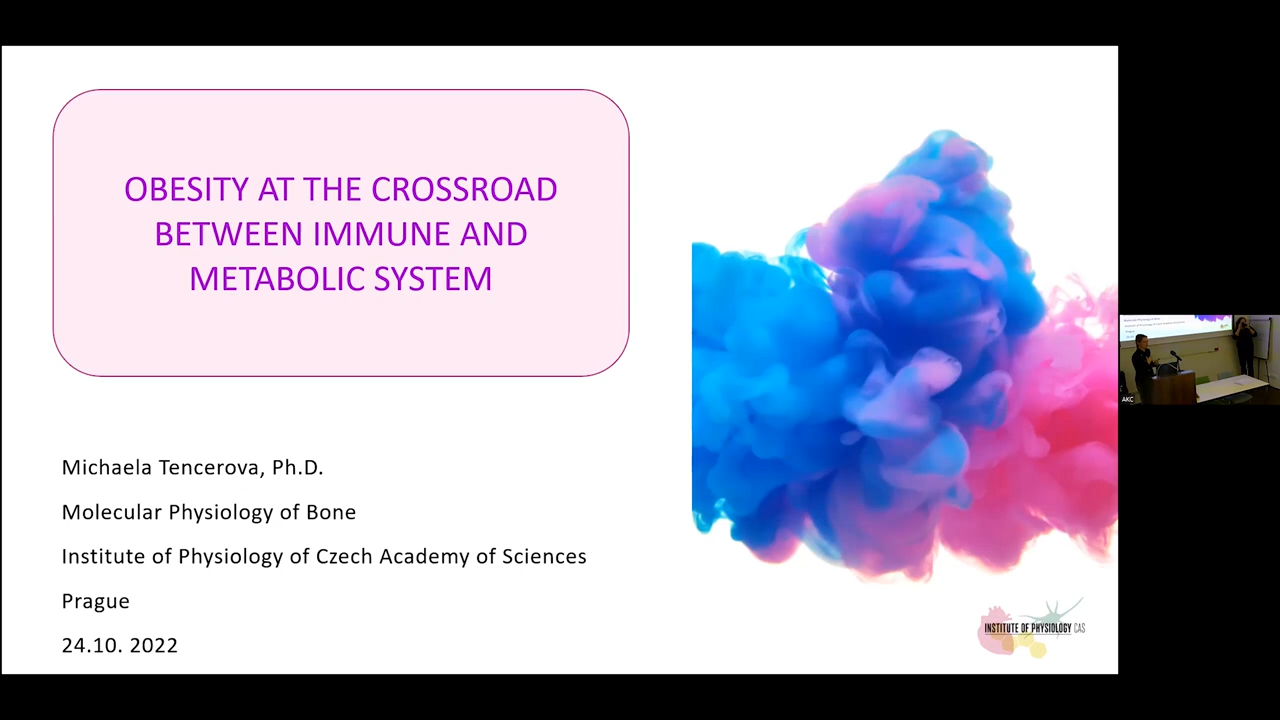 OBESITY AT THE CROSSROAD
BETWEEN IMMUNE AND
METABOLIC SYSTEM
Michaela Tencerova, Ph.D.
Molecular Physiology of Bone
Institute of Physiology of Czech Academy of Sciences
Prague
24.10. 2022
INSTITUTE OF PHYSIOLOGY CAS
AKC